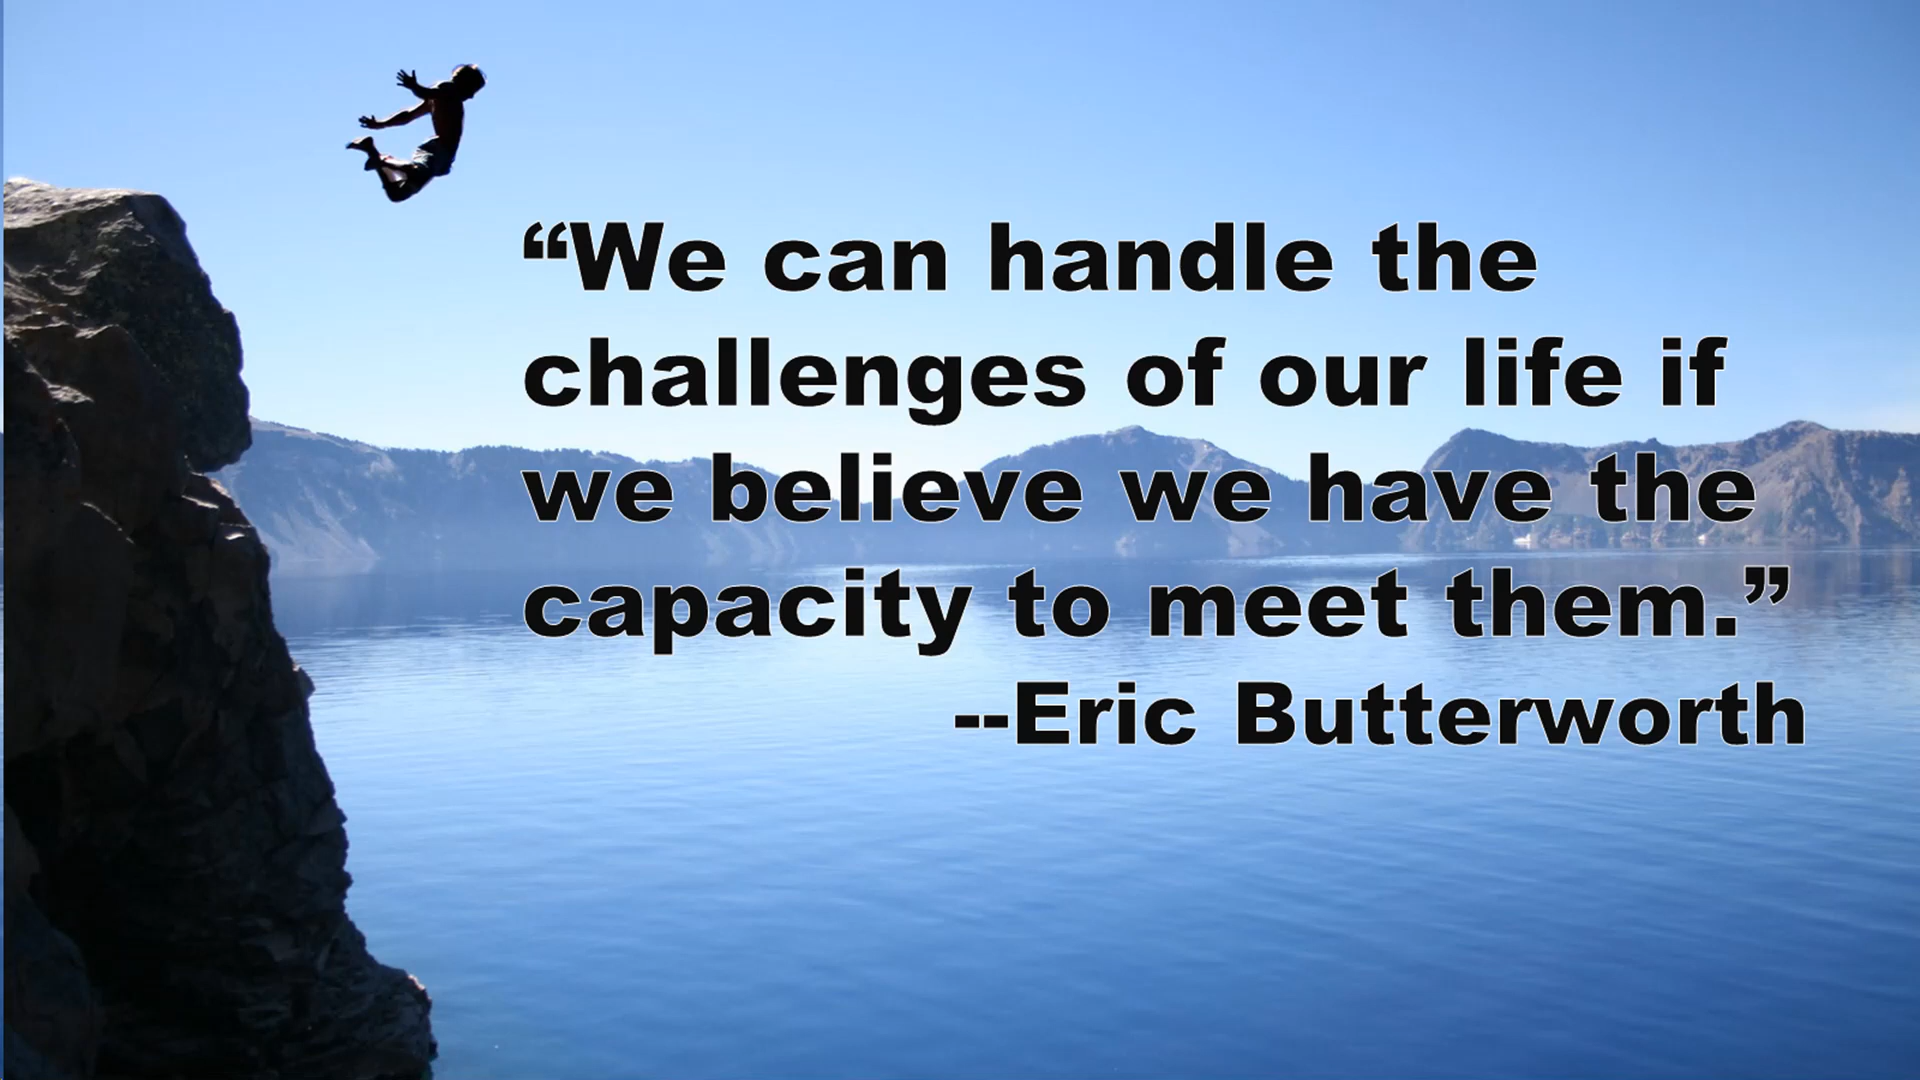 “We can handle the
challenges of our life if
we believe we have the
capacity to meet them.”
--Eric Butterworth